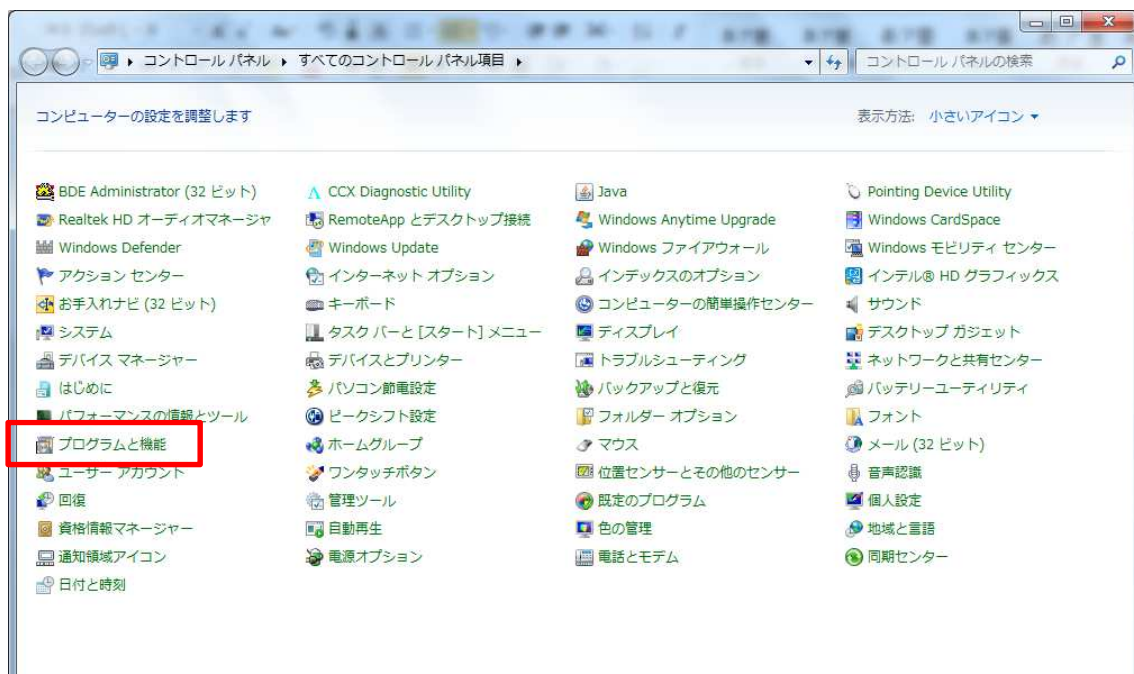 コントロール パネル ▸ すべてのコントロール パネル項目 ▸ コントロール パネルの検索
コンピューターの設定を調整します 表示方法: 小さいアイコン
BDE Administrator (32 ビット) CCX Diagnostic Utility Java Pointing Device Utility
Realtek HD オーディオマネージャ RemoteApp とデスクトップ接続 Windows Anytime Upgrade Windows CardSpace
Windows Defender Windows Update Windows ファイアウォール Windows モビリティ センター
アクション センター インターネット オプション インデックスのオプション インテル® HD グラフィックス
お手入れナビ (32 ビット) キーボード コンピューターの簡単操作センター サウンド
システム タスク バーと [スタート] メニュー ディスプレイ デスクトップ ガジェット
デバイス マネージャー デバイスとプリンター トラブルシューティング ネットワークと共有センター
はじめに パソコン節電設定 バックアップと復元 バッテリーユーティリティ
パフォーマンスの情報とツール ピークシフト設定 フォルダー オプション フォント
プログラムと機能 ホームグループ マウス メール (32 ビット)
ユーザー アカウント ワンタッチボタン 位置センサーとその他のセンサー 音声認識
回復 管理ツール 既定のプログラム 個人設定
資格情報マネージャー 自動再生 色の管理 地域と言語
通知領域アイコン 電源オプション 電話とモデム 同期センター
日付と時刻